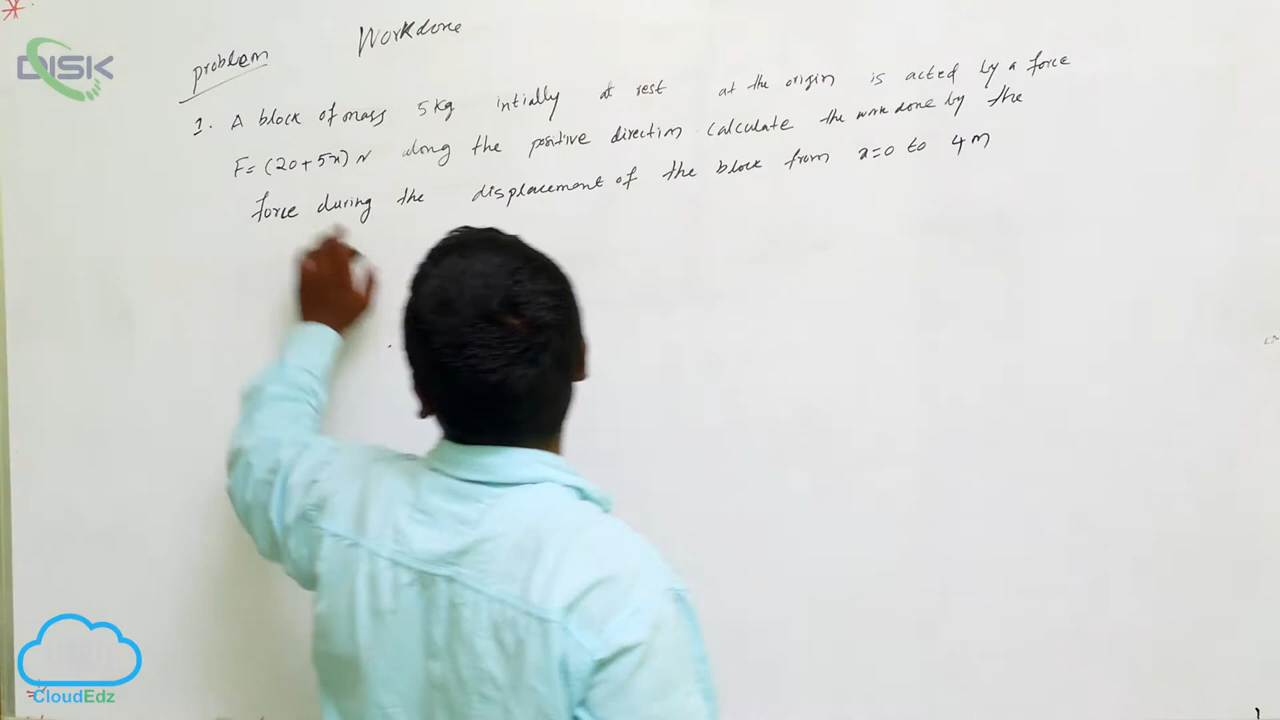 problem Workdone
DISK
1. A block of mass 5kg intially at rest at the origin is acted by a force
F=(20+5x)N along the positive direction calculate the work done by the
force during the displacement of the block from x=0 to 4m
CloudEdz